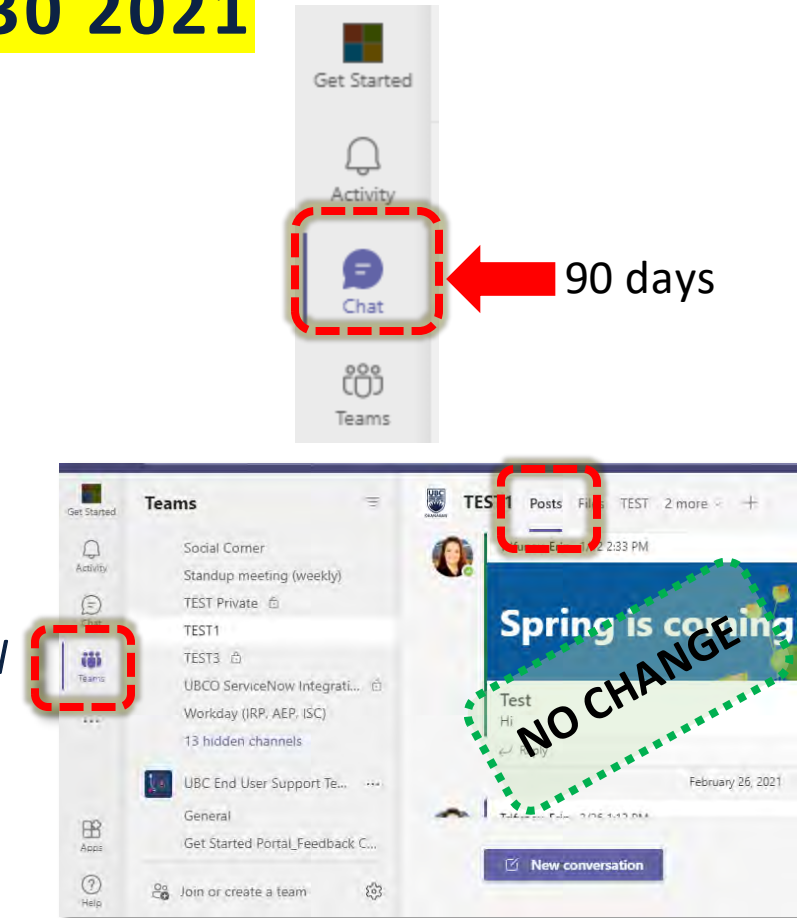 30 2021
Get Started
Activity
Chat
90 days
Teams
Get Started
Activity
Chat
Teams
Apps
Help
Teams
Social Corner
Standup meeting (weekly)
TEST Private
TEST1
TEST3
UBCO ServiceNow Integrati...
Workday (IRP, AEP, ISC)
13 hidden channels
UBC End User Support Te...
General
Get Started Portal_Feedback C...
Join or create a team
UBC
TEST1 Posts Files TEST 2 more +
2:33 PM
Spring is coming
NO CHANGE
Test
Hi
Reply
February 26, 2021
New conversation